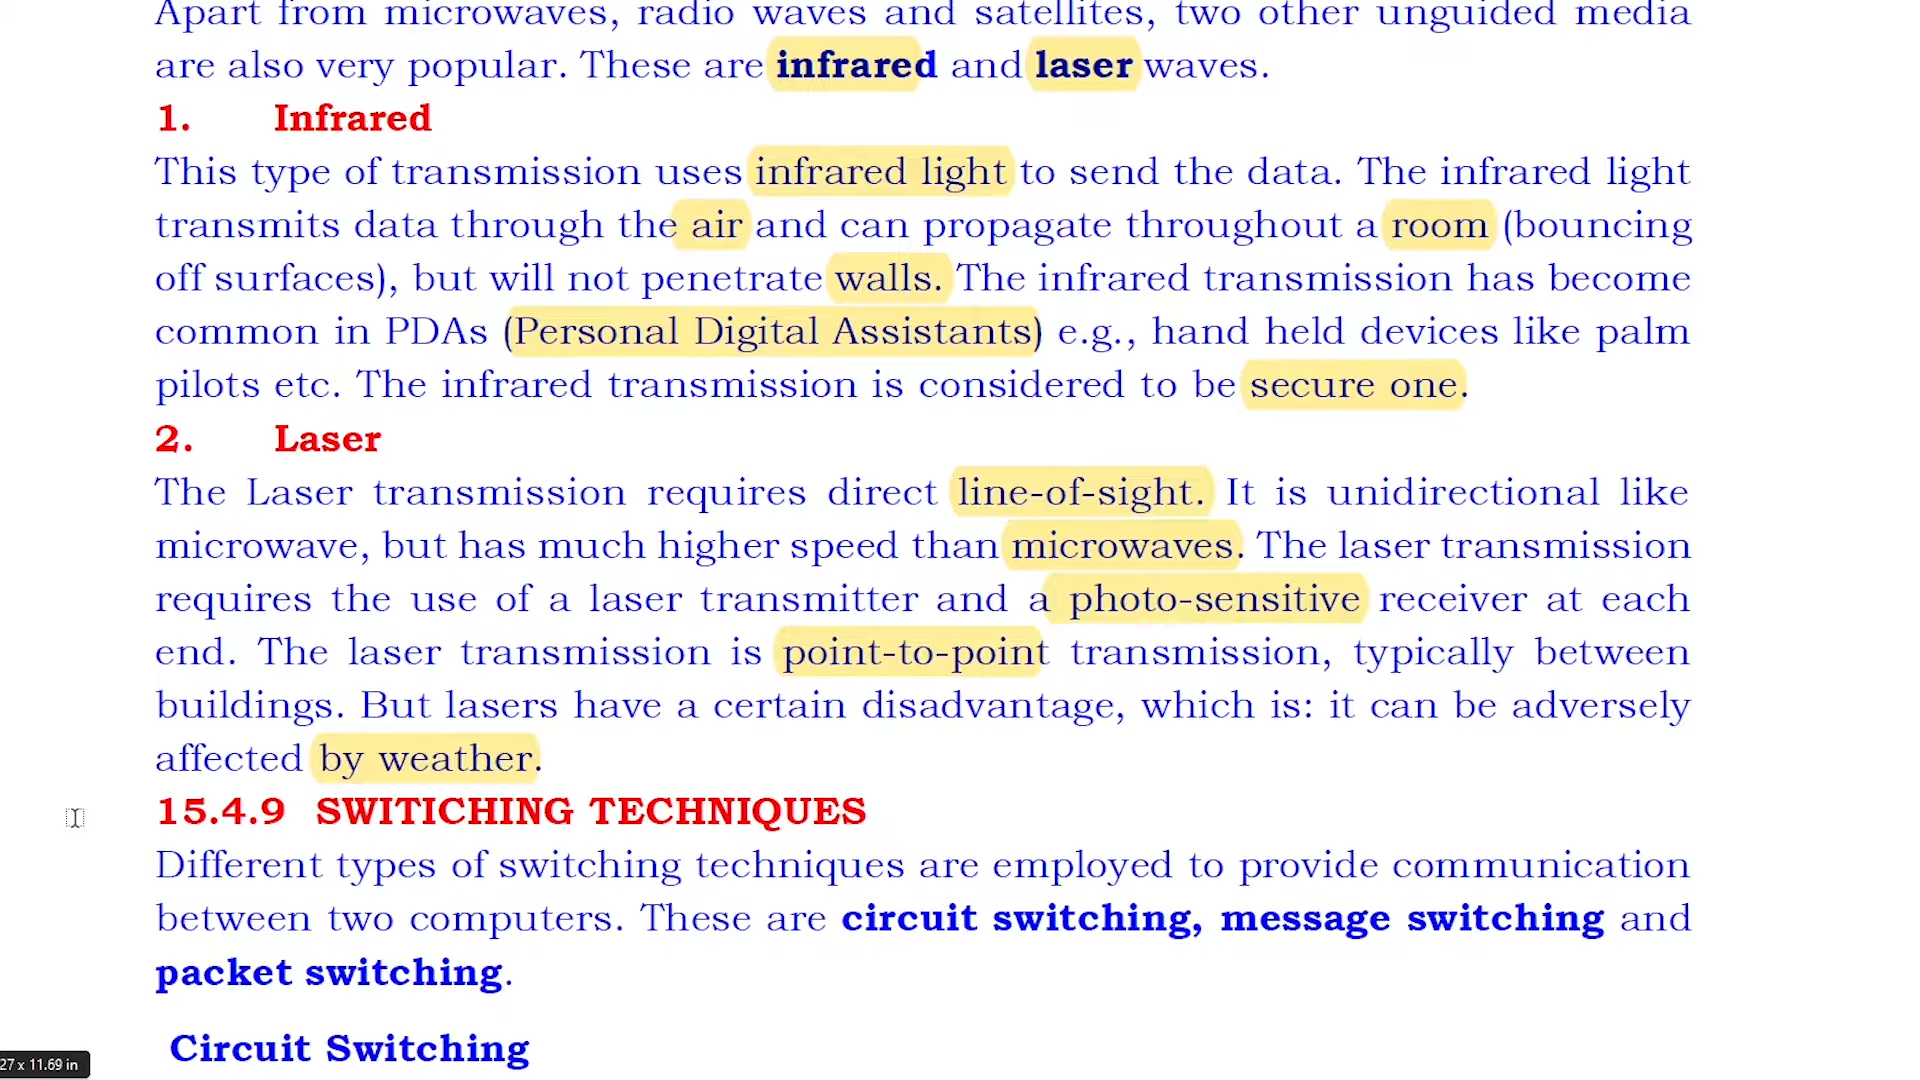 Apart from microwaves, radio waves and satellites, two other unguided media
are also very popular. These are infrared and laser waves.
1. Infrared
This type of transmission uses infrared light to send the data. The infrared light
transmits data through the air and can propagate throughout a room (bouncing
off surfaces), but will not penetrate walls. The infrared transmission has become
common in PDAs (Personal Digital Assistants) e.g., hand held devices like palm
pilots etc. The infrared transmission is considered to be secure one.
2. Laser
The Laser transmission requires direct line-of-sight. It is unidirectional like
microwave, but has much higher speed than microwaves. The laser transmission
requires the use of a laser transmitter and a photo-sensitive receiver at each
end. The laser transmission is point-to-point transmission, typically between
buildings. But lasers have a certain disadvantage, which is: it can be adversely
affected by weather.
15.4.9 SWITICHING TECHNIQUES
Different types of switching techniques are employed to provide communication
between two computers. These are circuit switching, message switching and
packet switching.
Circuit Switching
27 x 11.69 in